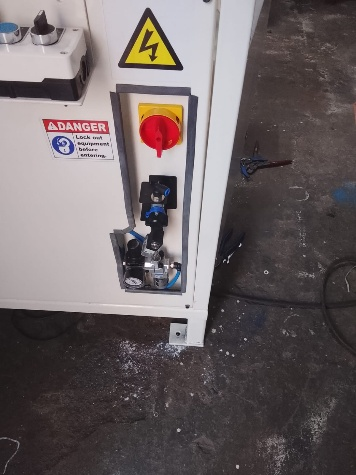 DANGER
Lock out
equipment
before
entering.